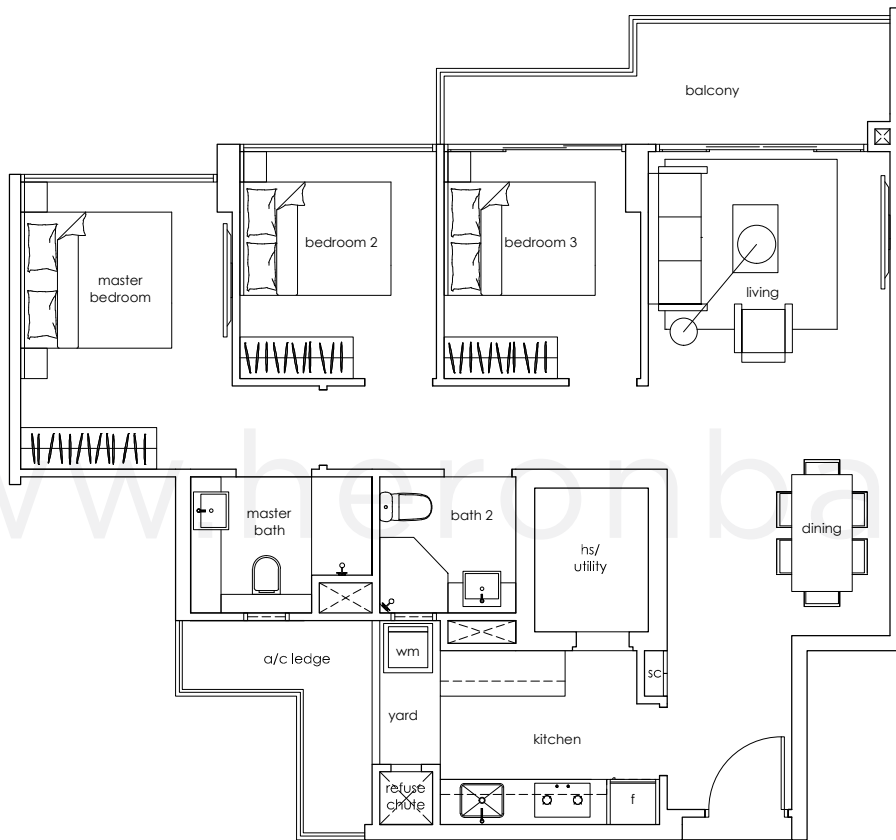 balcony
bedroom 2
bedroom 3
master
bedroom
living
master
bath
bath 2
hs/
utility
dining
a/c ledge
wm
sc
yard
kitchen
refuse
chute
f
w.heronba